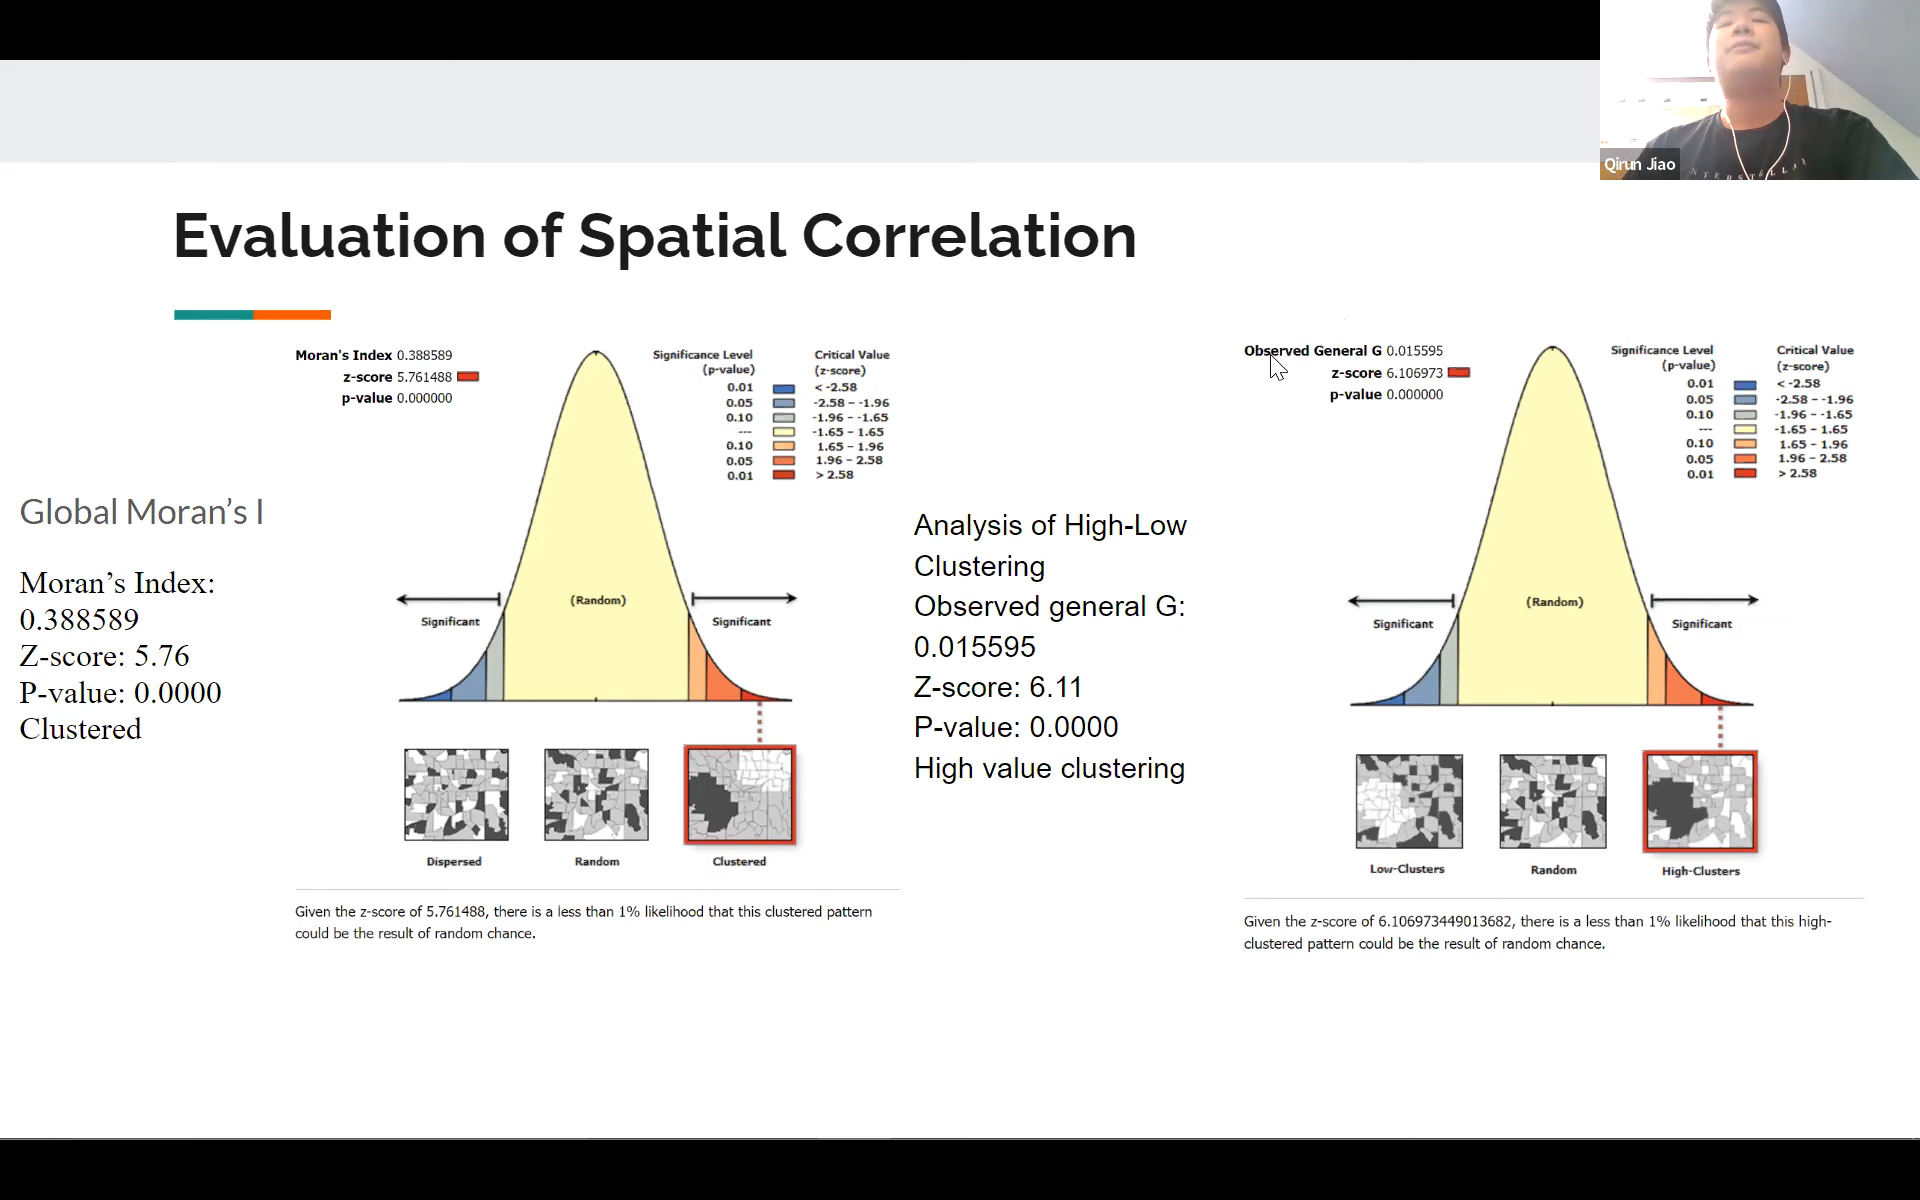 Qirun Jiao
Evaluation of Spatial Correlation
Global Moran's I
Moran's Index:
0.388589
Z-score: 5.76
P-value: 0.0000
Clustered
Moran's Index 0.388589
z-score 5.761488
p-value 0.000000
Significance Level
(p-value)
Critical Value
(z-score)
0.01 < -2.58
0.05 -2.58 - -1.96
0.10 -1.96 - -1.65
--- -1.65 - 1.65
0.10 1.65 - 1.96
0.05 1.96 - 2.58
0.01 > 2.58
(Random)
Significant
Significant
Dispersed
Random
Clustered
Given the z-score of 5.761488, there is a less than 1% likelihood that this clustered pattern
could be the result of random chance.
Analysis of High-Low
Clustering
Observed general G:
0.015595
Z-score: 6.11
P-value: 0.0000
High value clustering
Observed General G 0.015595
z-score 6.106973
p-value 0.000000
Significance Level
(p-value)
Critical Value
(z-score)
0.01 < -2.58
0.05 -2.58 - -1.96
0.10 -1.96 - -1.65
--- -1.65 - 1.65
0.10 1.65 - 1.96
0.05 1.96 - 2.58
0.01 > 2.58
(Random)
Significant
Significant
Low-Clusters
Random
High-Clusters
Given the z-score of 6.106973449013682, there is a less than 1% likelihood that this high-
clustered pattern could be the result of random chance.